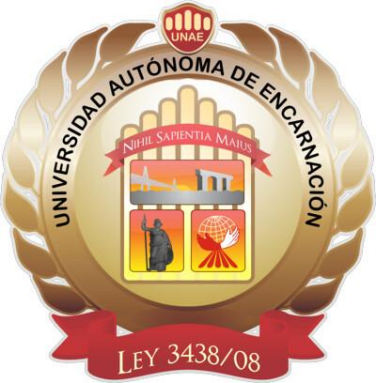 UNAE
UNIVERSIDAD AUTÓNOMA DE ENCARNACIÓN
NIHIL SAPIENTIA MAIUS
LEY 3438/08